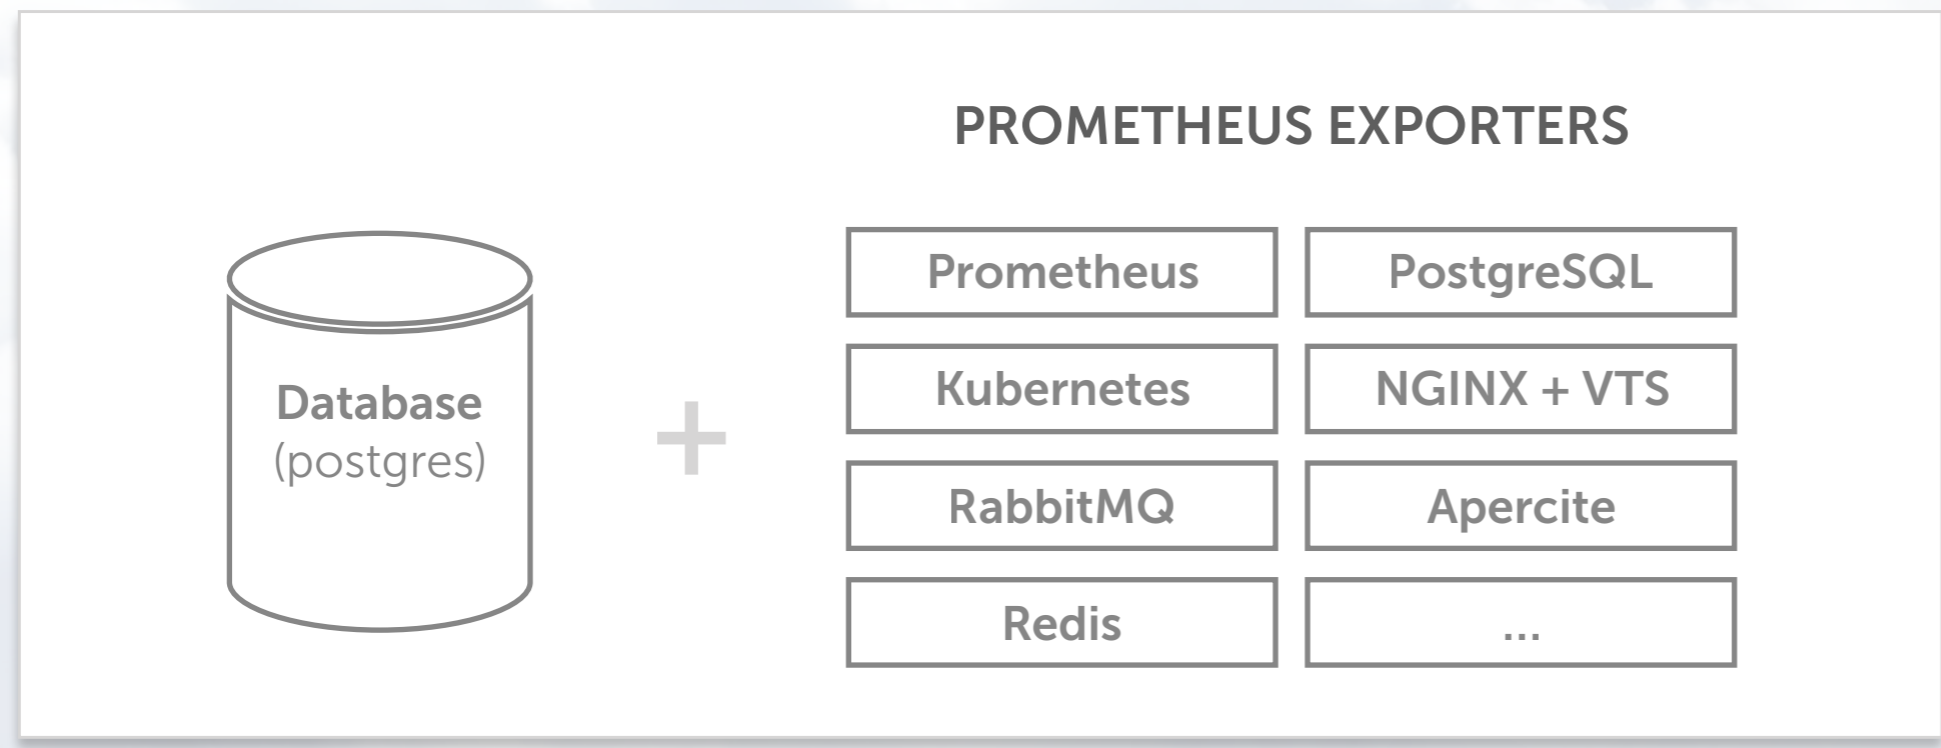 PROMETHEUS EXPORTERS
Database
(postgres)
+
Prometheus
PostgreSQL
Kubernetes
NGINX + VTS
RabbitMQ
Apercite
Redis
...